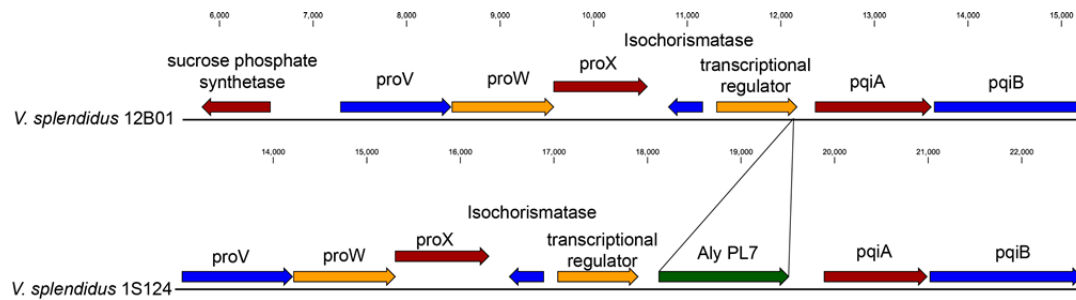 6,000 7,000 8,000 9,000 10,000 11,000 12,000 13,000 14,000 15,000
Isochorismatase
sucrose phosphate
synthetase
proV
proW
proX
transcriptional
regulator
pqiA
pqiB
V. splendidus 12B01
14,000 15,000 16,000 17,000 18,000 19,000 20,000 21,000 22,000
Isochorismatase
proV
proW
proX
transcriptional
regulator
Aly PL7
pqiA
pqiB
V. splendidus 1S124